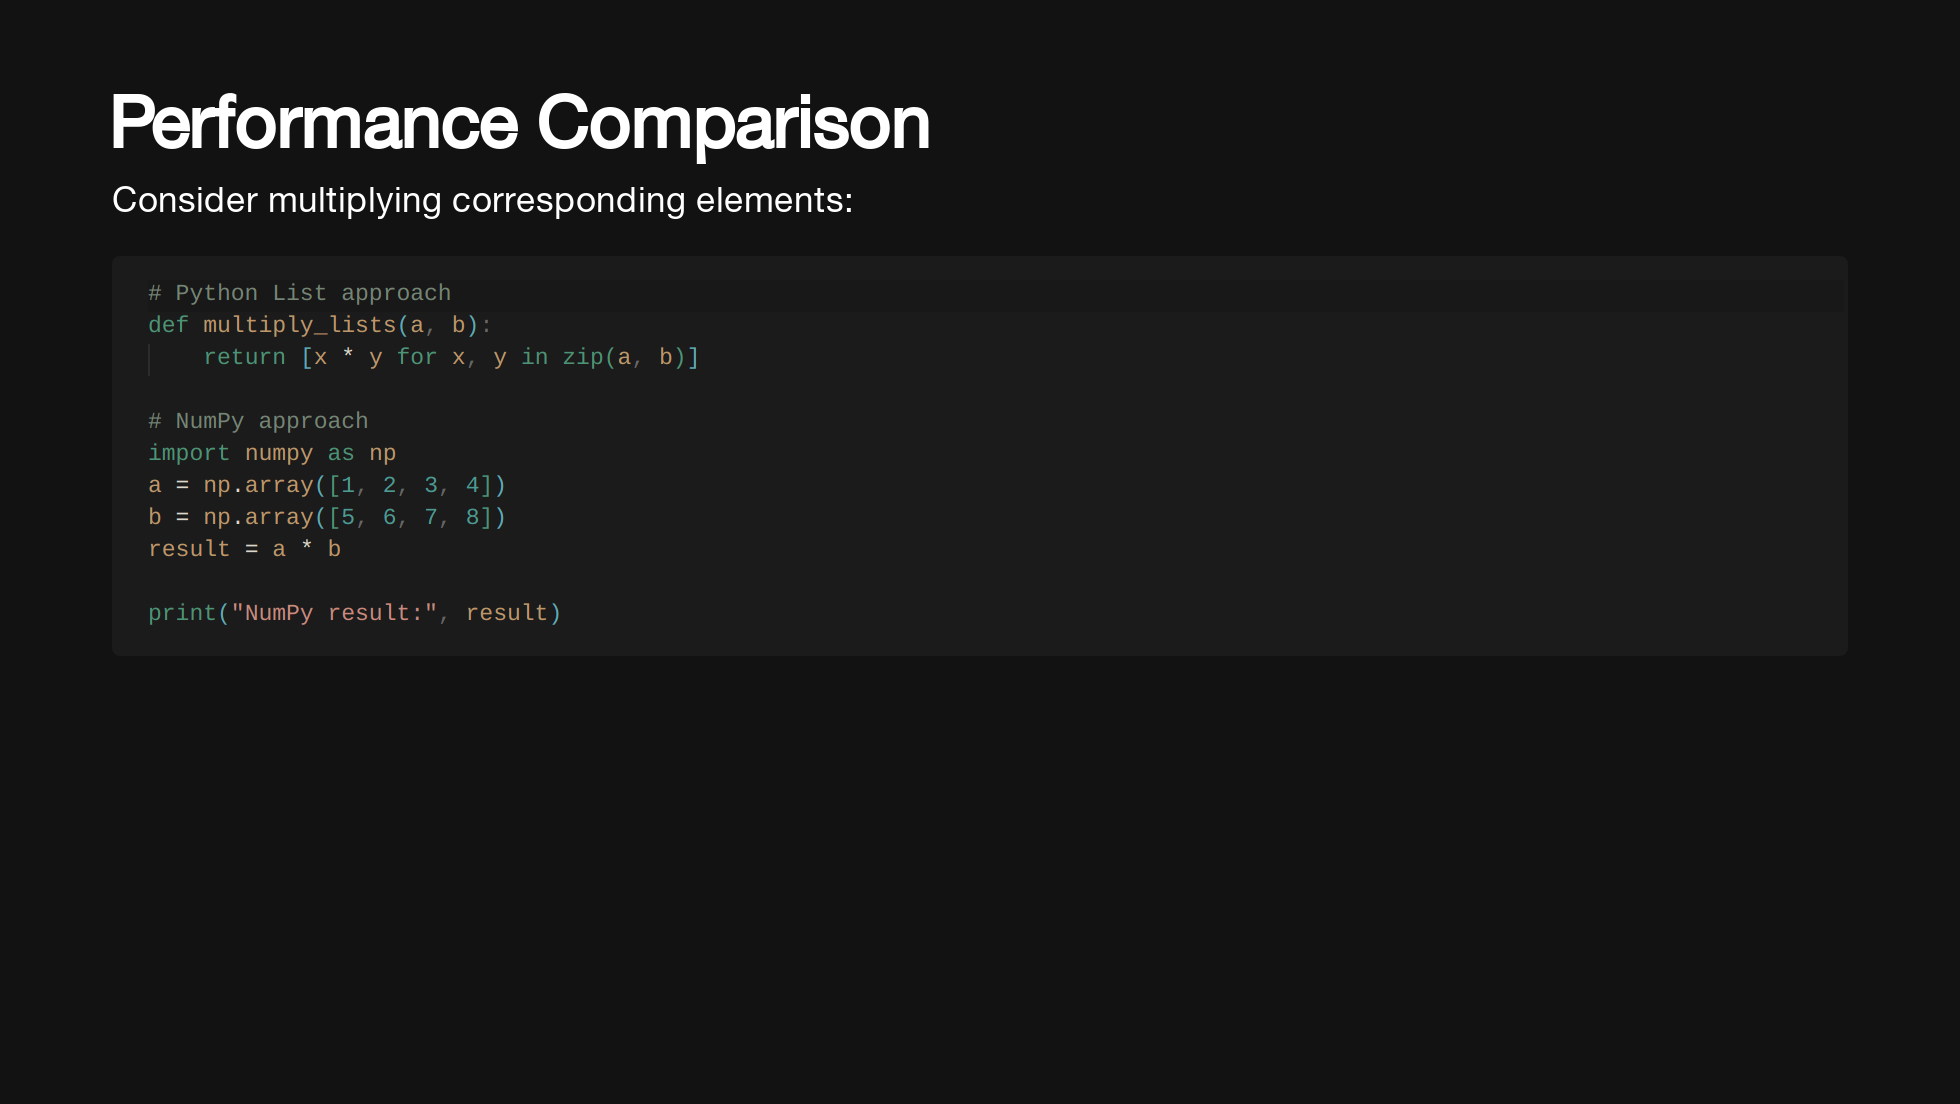 Performance Comparison
Consider multiplying corresponding elements:
# Python List approach
def multiply_lists(a, b):
    return [x * y for x, y in zip(a, b)]
# NumPy approach
import numpy as np
a = np.array([1, 2, 3, 4])
b = np.array([5, 6, 7, 8])
result = a * b
print("NumPy result:", result)